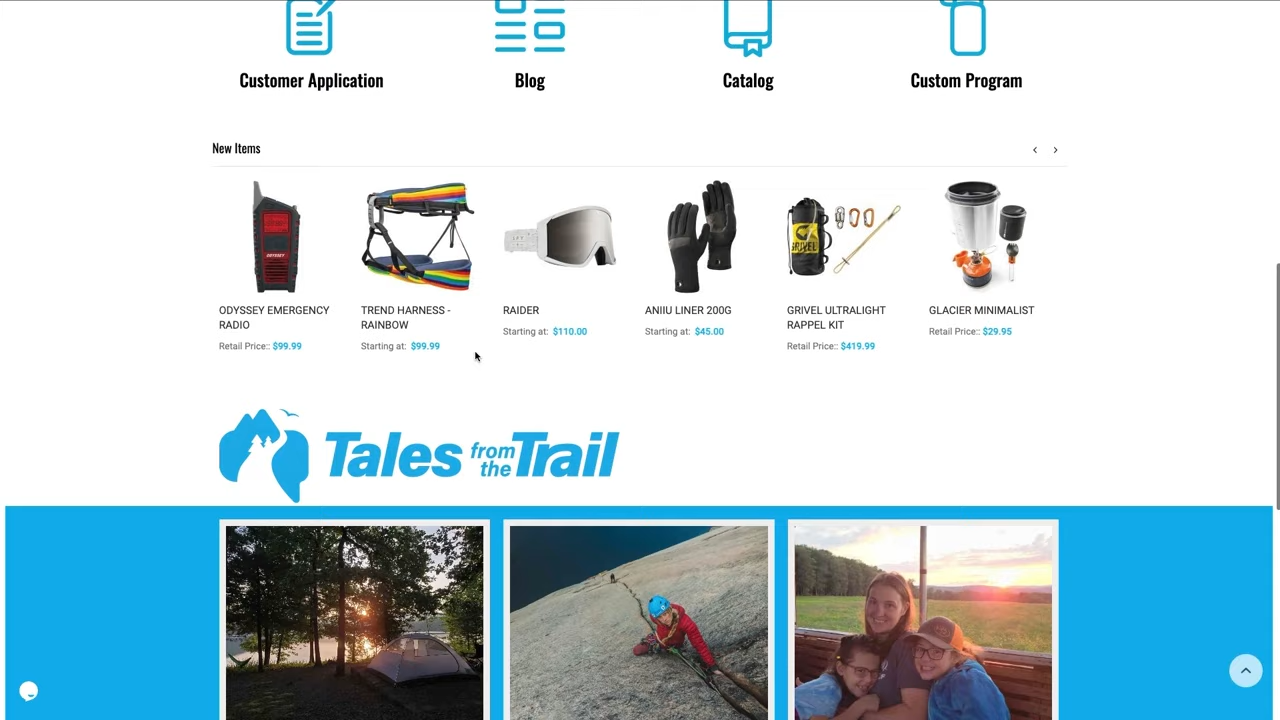 Customer Application
Blog
Catalog
Custom Program
New Items
ODYSSEY
GRIVEL
ODYSSEY EMERGENCY
RADIO
Retail Price:: $99.99
TREND HARNESS -
RAINBOW
Starting at: $99.99
RAIDER
Starting at: $110.00
ANIIU LINER 200G
Starting at: $45.00
GRIVEL ULTRALIGHT
RAPPEL KIT
Retail Price:: $419.99
GLACIER MINIMALIST
Retail Price:: $29.95
Tales from the Trail